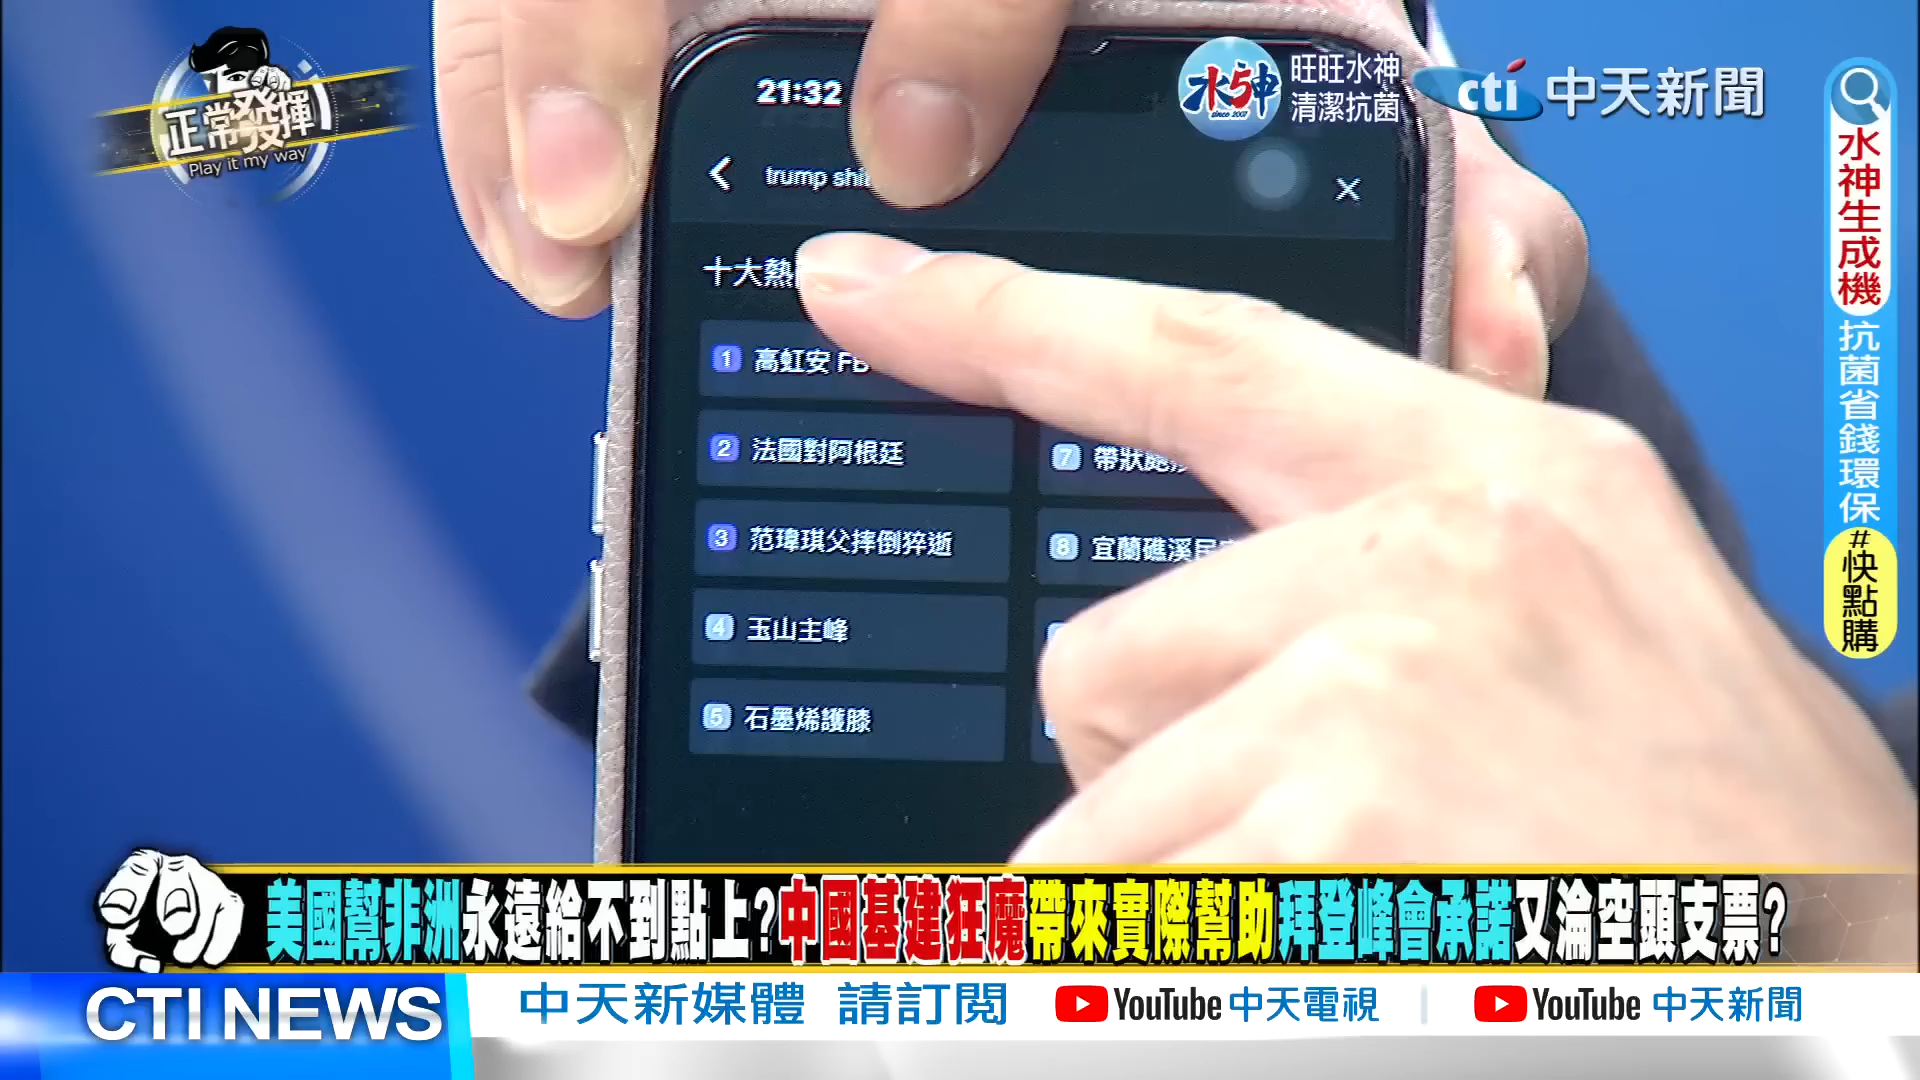 正常發揮
Play it my way
21:32
trump shi
十大熱
1 高虹安 FB
2 法國對阿根廷
3 范瑋琪父摔倒猝逝
4 玉山主峰
5 石墨烯護膝
7 帶狀皰疹
8 宜蘭礁溪民
水神
since 2007
旺旺水神
清潔抗菌
cti 中天新聞
水神生成機
抗菌省錢環保
#快點購
美國幫非洲永遠給不到點上?中國基建狂魔帶來實際幫助拜登峰會承諾又淪空頭支票?
CTI NEWS
中天新媒體 請訂閱 YouTube 中天電視 YouTube 中天新聞